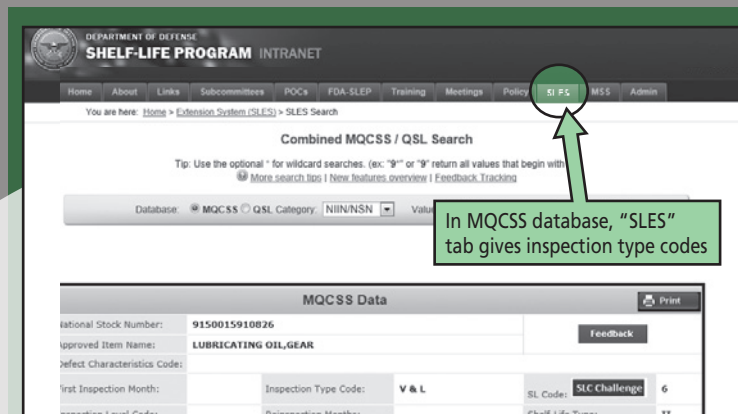 DEPARTMENT OF DEFENSE
SHELF-LIFE PROGRAM INTRANET
Home About Links Subcommittees POCs FDA-SLEP Training Meetings Policy SLES MSS Admin
You are here: Home > Extension System (SLES) > SLES Search
Combined MQCSS / QSL Search
Tip: Use the optional * for wildcard searches. (ex: "9*" or "9" return all values that begin with
More search tips | New features overview | Feedback Tracking
Database: MQCSS QSL Category: NIIN/NSN
In MQCSS database, “SLES”
tab gives inspection type codes
MQCSS Data
Print
National Stock Number: 9150015910826
Feedback
Approved Item Name: LUBRICATING OIL,GEAR
Defect Characteristics Code:
First Inspection Month: Inspection Type Code: V & L SL Code: SLC Challenge 6